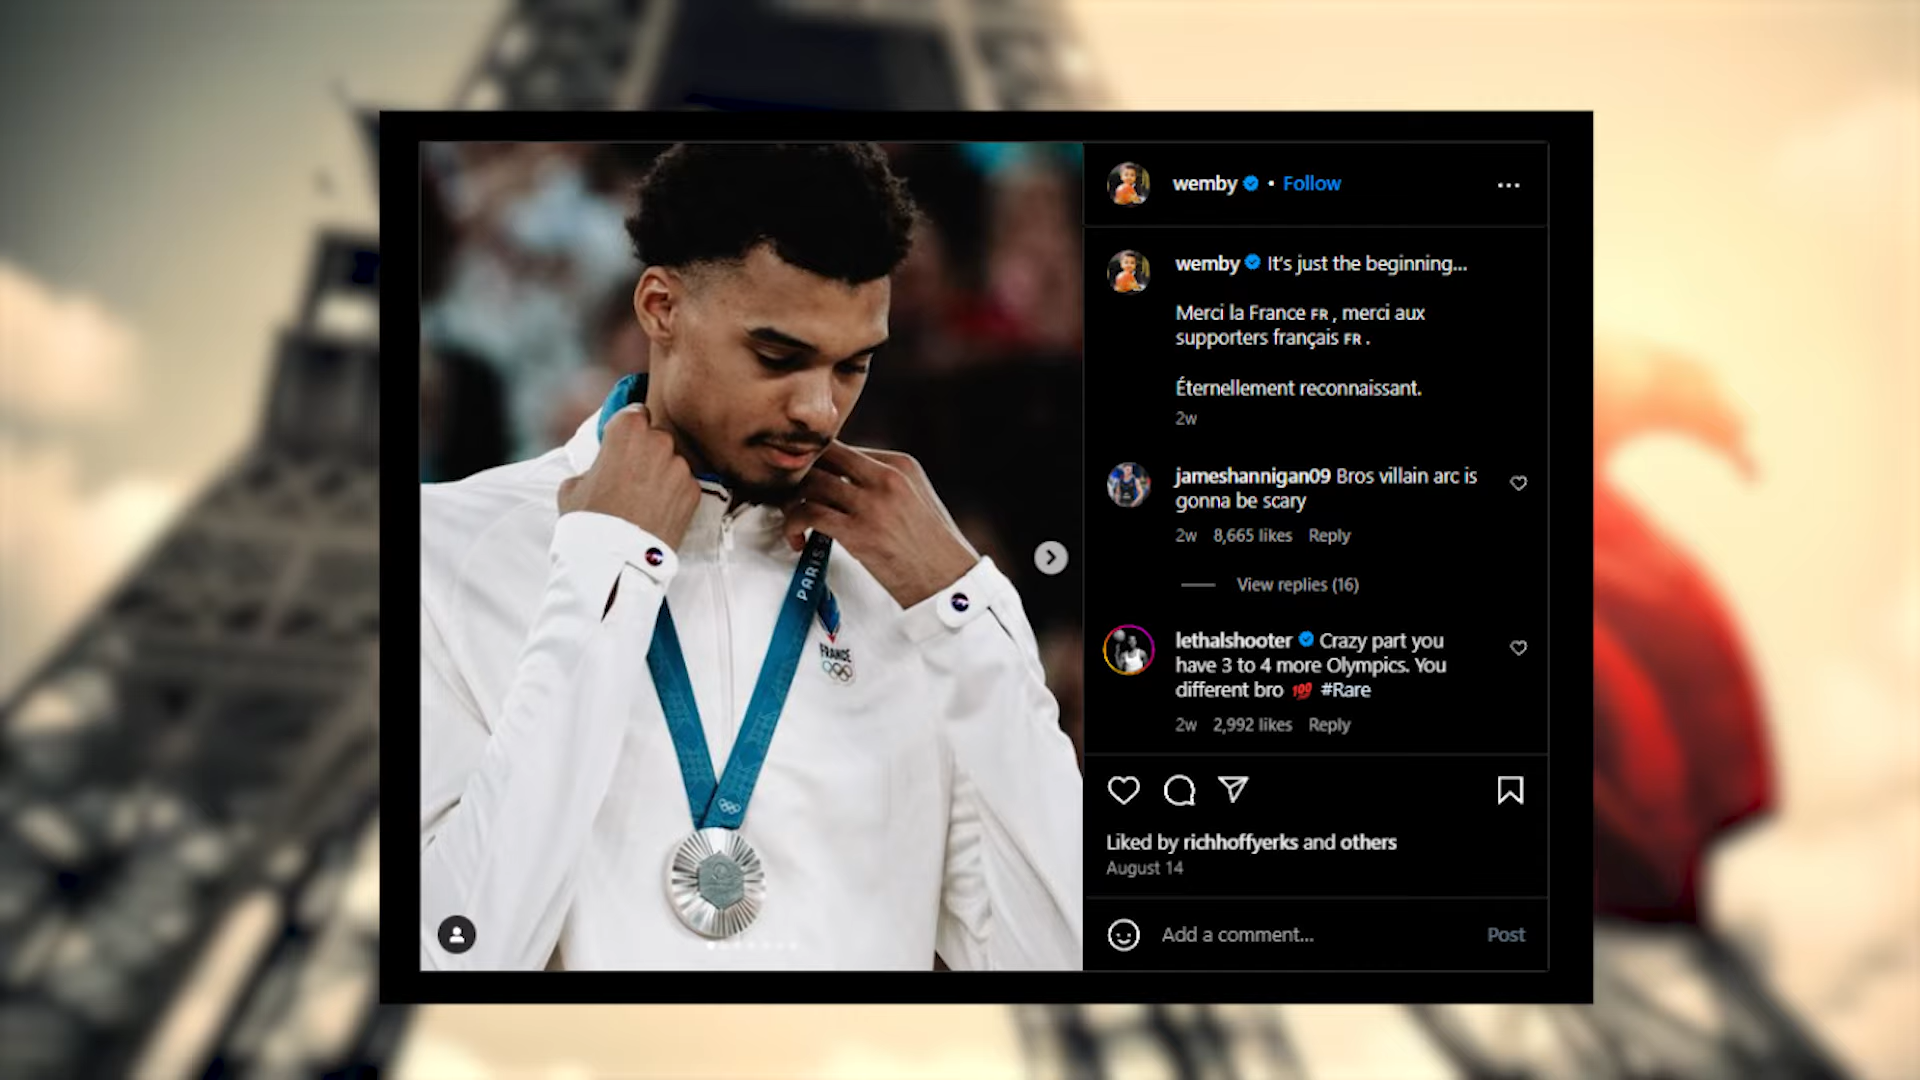 PARIS
FRANCE
wemby • Follow
wemby It's just the beginning...
Merci la France FR , merci aux
supporters français FR .
Éternellement reconnaissant.
2w
jameshannigan09 Bros villain arc is
gonna be scary
2w 8,665 likes Reply
View replies (16)
lethalshooter Crazy part you
have 3 to 4 more Olympics. You
different bro 💯 #Rare
2w 2,992 likes Reply
Liked by richhoffyerks and others
August 14
Add a comment... Post